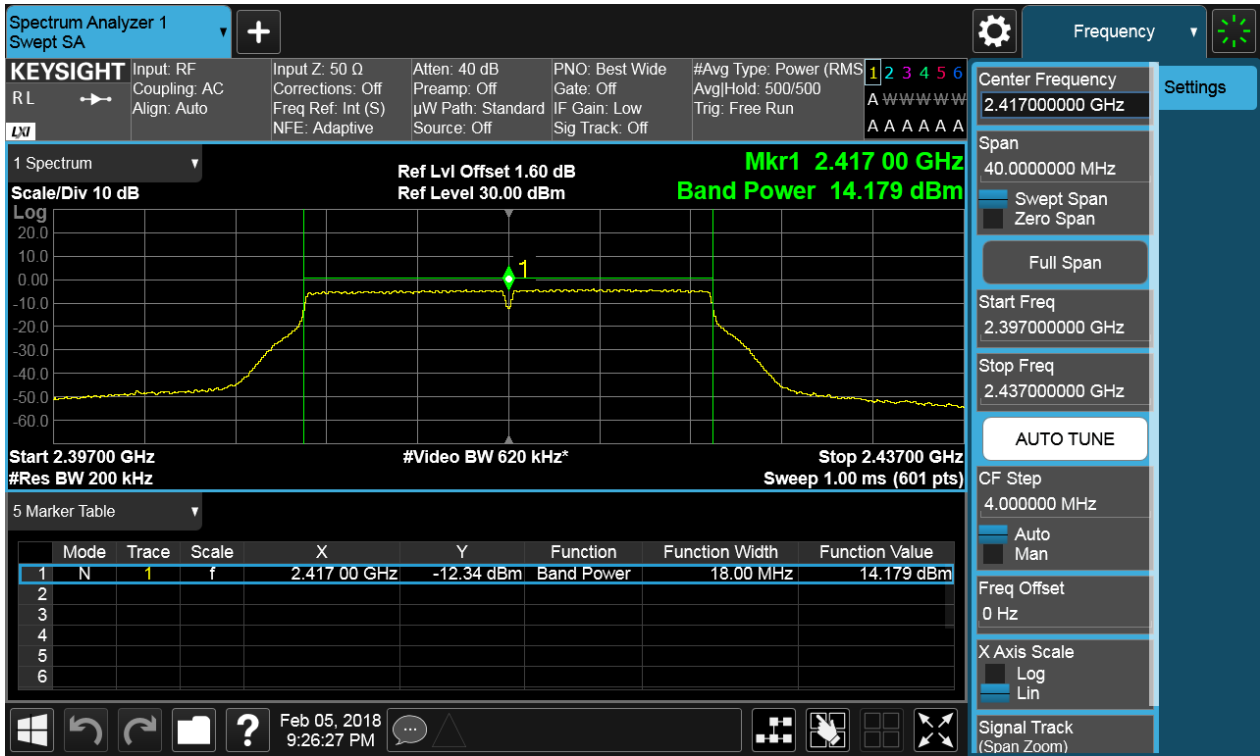 Spectrum Analyzer 1
Swept SA
+
Frequency
KEYSIGHT
R L
LXI
Input: RF
Coupling: AC
Align: Auto
Input Z: 50 Ω
Corrections: Off
Freq Ref: Int (S)
NFE: Adaptive
Atten: 40 dB
Preamp: Off
µW Path: Standard
Source: Off
PNO: Best Wide
Gate: Off
IF Gain: Low
Sig Track: Off
#Avg Type: Power (RMS
Avg|Hold: 500/500
Trig: Free Run
1 2 3 4 5 6
A W W W W W
A A A A A A
1 Spectrum
Scale/Div 10 dB
Ref Lvl Offset 1.60 dB
Ref Level 30.00 dBm
Mkr1 2.417 00 GHz
Band Power 14.179 dBm
Log
20.0
10.0
0.00
-10.0
-20.0
-30.0
-40.0
-50.0
-60.0
1
Start 2.39700 GHz
#Res BW 200 kHz
#Video BW 620 kHz*
Stop 2.43700 GHz
Sweep 1.00 ms (601 pts)
5 Marker Table
Mode Trace Scale X Y Function Function Width Function Value
1 N 1 f 2.417 00 GHz -12.34 dBm Band Power 18.00 MHz 14.179 dBm
2
3
4
5
6
Center Frequency
2.417000000 GHz
Span
40.0000000 MHz
Swept Span
Zero Span
Full Span
Start Freq
2.397000000 GHz
Stop Freq
2.437000000 GHz
AUTO TUNE
CF Step
4.000000 MHz
Auto
Man
Freq Offset
0 Hz
X Axis Scale
Log
Lin
Signal Track
(Span Zoom)
Settings
?
Feb 05, 2018
9:26:27 PM